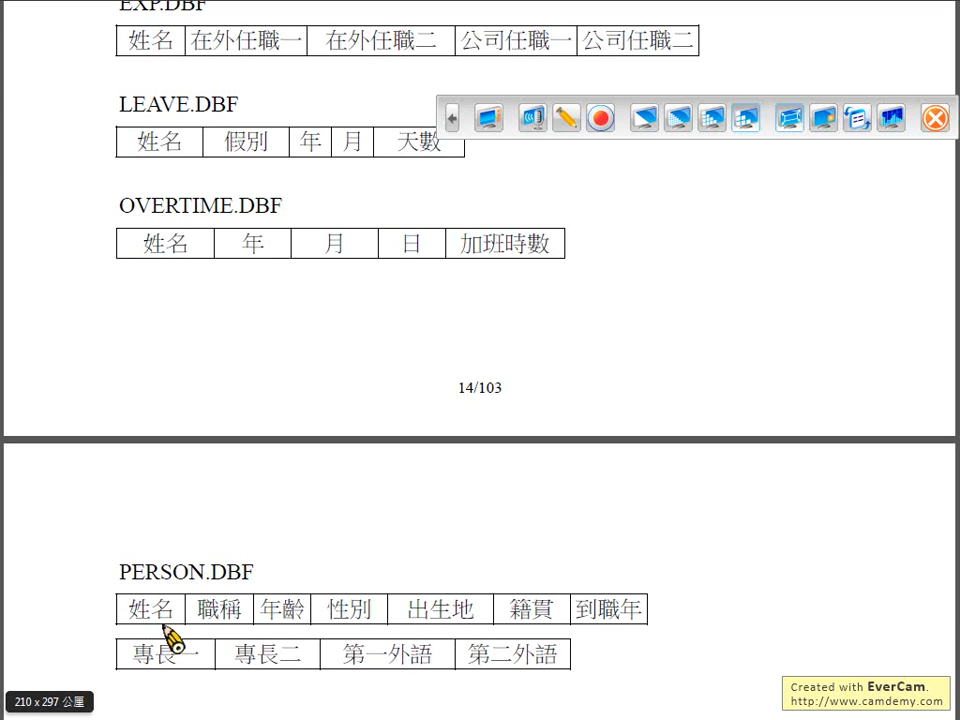 EXP.DBF
姓名 在外任職一 在外任職二 公司任職一 公司任職二
LEAVE.DBF
姓名 假別 年 月 天數
OVERTIME.DBF
姓名 年 月 日 加班時數
14/103
PERSON.DBF
姓名 職稱 年齡 性別 出生地 籍貫 到職年
專長一 專長二 第一外語 第二外語
210 x 297 公厘
Created with EverCam.
http://www.camdemy.com